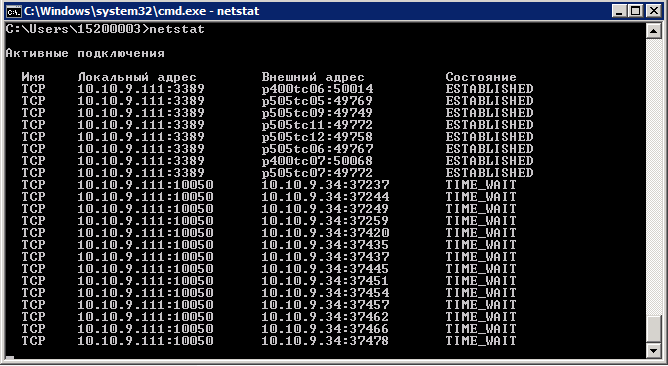 C:\Windows\system32\cmd.exe - netstat
C:\Users\15200003>netstat
Активные подключения
Имя Локальный адрес Внешний адрес Состояние
TCP 10.10.9.111:3389 p400tc06:50014 ESTABLISHED
TCP 10.10.9.111:3389 p505tc05:49769 ESTABLISHED
TCP 10.10.9.111:3389 p505tc09:49749 ESTABLISHED
TCP 10.10.9.111:3389 p505tc11:49772 ESTABLISHED
TCP 10.10.9.111:3389 p505tc12:49758 ESTABLISHED
TCP 10.10.9.111:3389 p505tc06:49767 ESTABLISHED
TCP 10.10.9.111:3389 p400tc07:50068 ESTABLISHED
TCP 10.10.9.111:3389 p505tc07:49772 ESTABLISHED
TCP 10.10.9.111:10050 10.10.9.34:37237 TIME_WAIT
TCP 10.10.9.111:10050 10.10.9.34:37244 TIME_WAIT
TCP 10.10.9.111:10050 10.10.9.34:37249 TIME_WAIT
TCP 10.10.9.111:10050 10.10.9.34:37259 TIME_WAIT
TCP 10.10.9.111:10050 10.10.9.34:37420 TIME_WAIT
TCP 10.10.9.111:10050 10.10.9.34:37435 TIME_WAIT
TCP 10.10.9.111:10050 10.10.9.34:37437 TIME_WAIT
TCP 10.10.9.111:10050 10.10.9.34:37445 TIME_WAIT
TCP 10.10.9.111:10050 10.10.9.34:37451 TIME_WAIT
TCP 10.10.9.111:10050 10.10.9.34:37454 TIME_WAIT
TCP 10.10.9.111:10050 10.10.9.34:37457 TIME_WAIT
TCP 10.10.9.111:10050 10.10.9.34:37462 TIME_WAIT
TCP 10.10.9.111:10050 10.10.9.34:37466 TIME_WAIT
TCP 10.10.9.111:10050 10.10.9.34:37478 TIME_WAIT